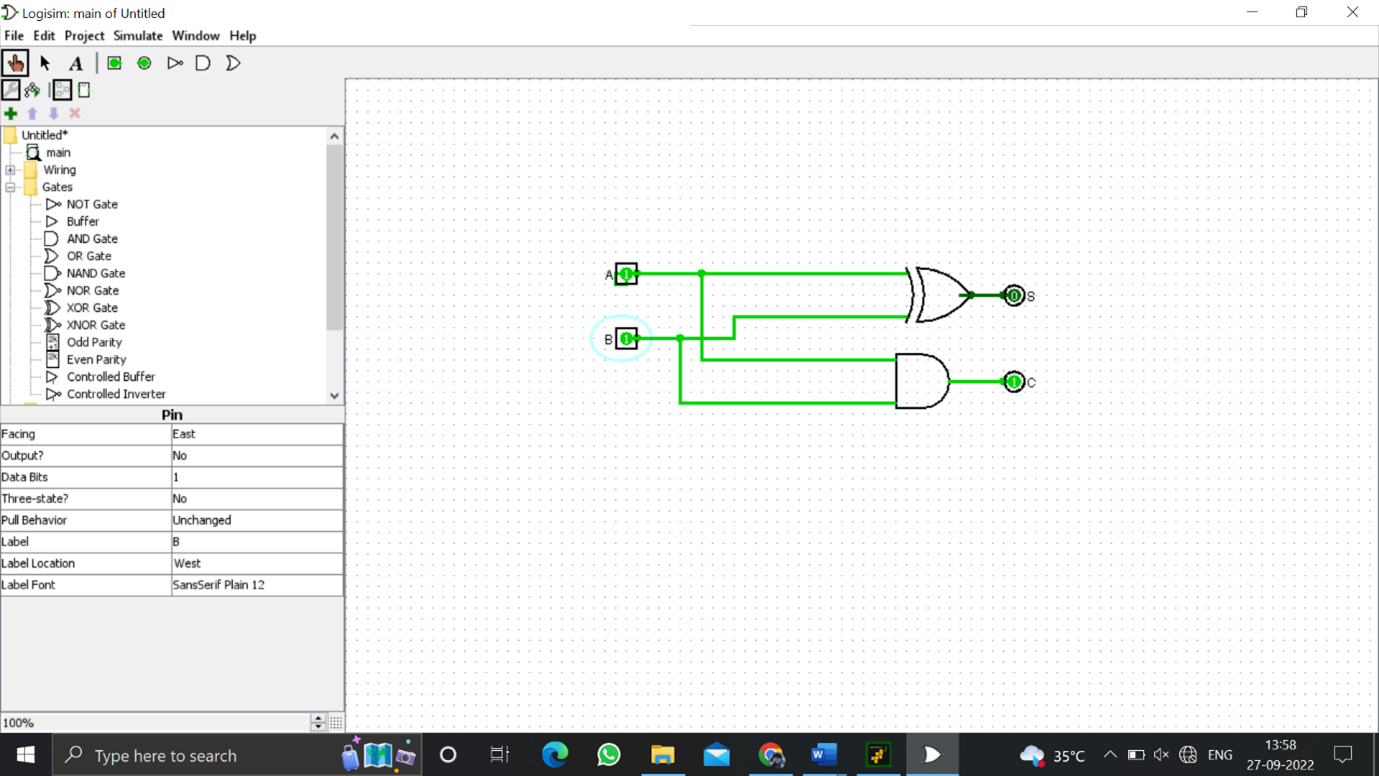 Logisim: main of Untitled
File Edit Project Simulate Window Help
A
Untitled*
main
Wiring
Gates
NOT Gate
Buffer
AND Gate
OR Gate
NAND Gate
NOR Gate
XOR Gate
XNOR Gate
Odd Parity
Even Parity
Controlled Buffer
Controlled Inverter
Pin
Facing East
Output? No
Data Bits 1
Three-state? No
Pull Behavior Unchanged
Label B
Label Location West
Label Font SansSerif Plain 12
100%
A 1
0 S
B 1
1 C
Type here to search
35°C
ENG
13:58
27-09-2022